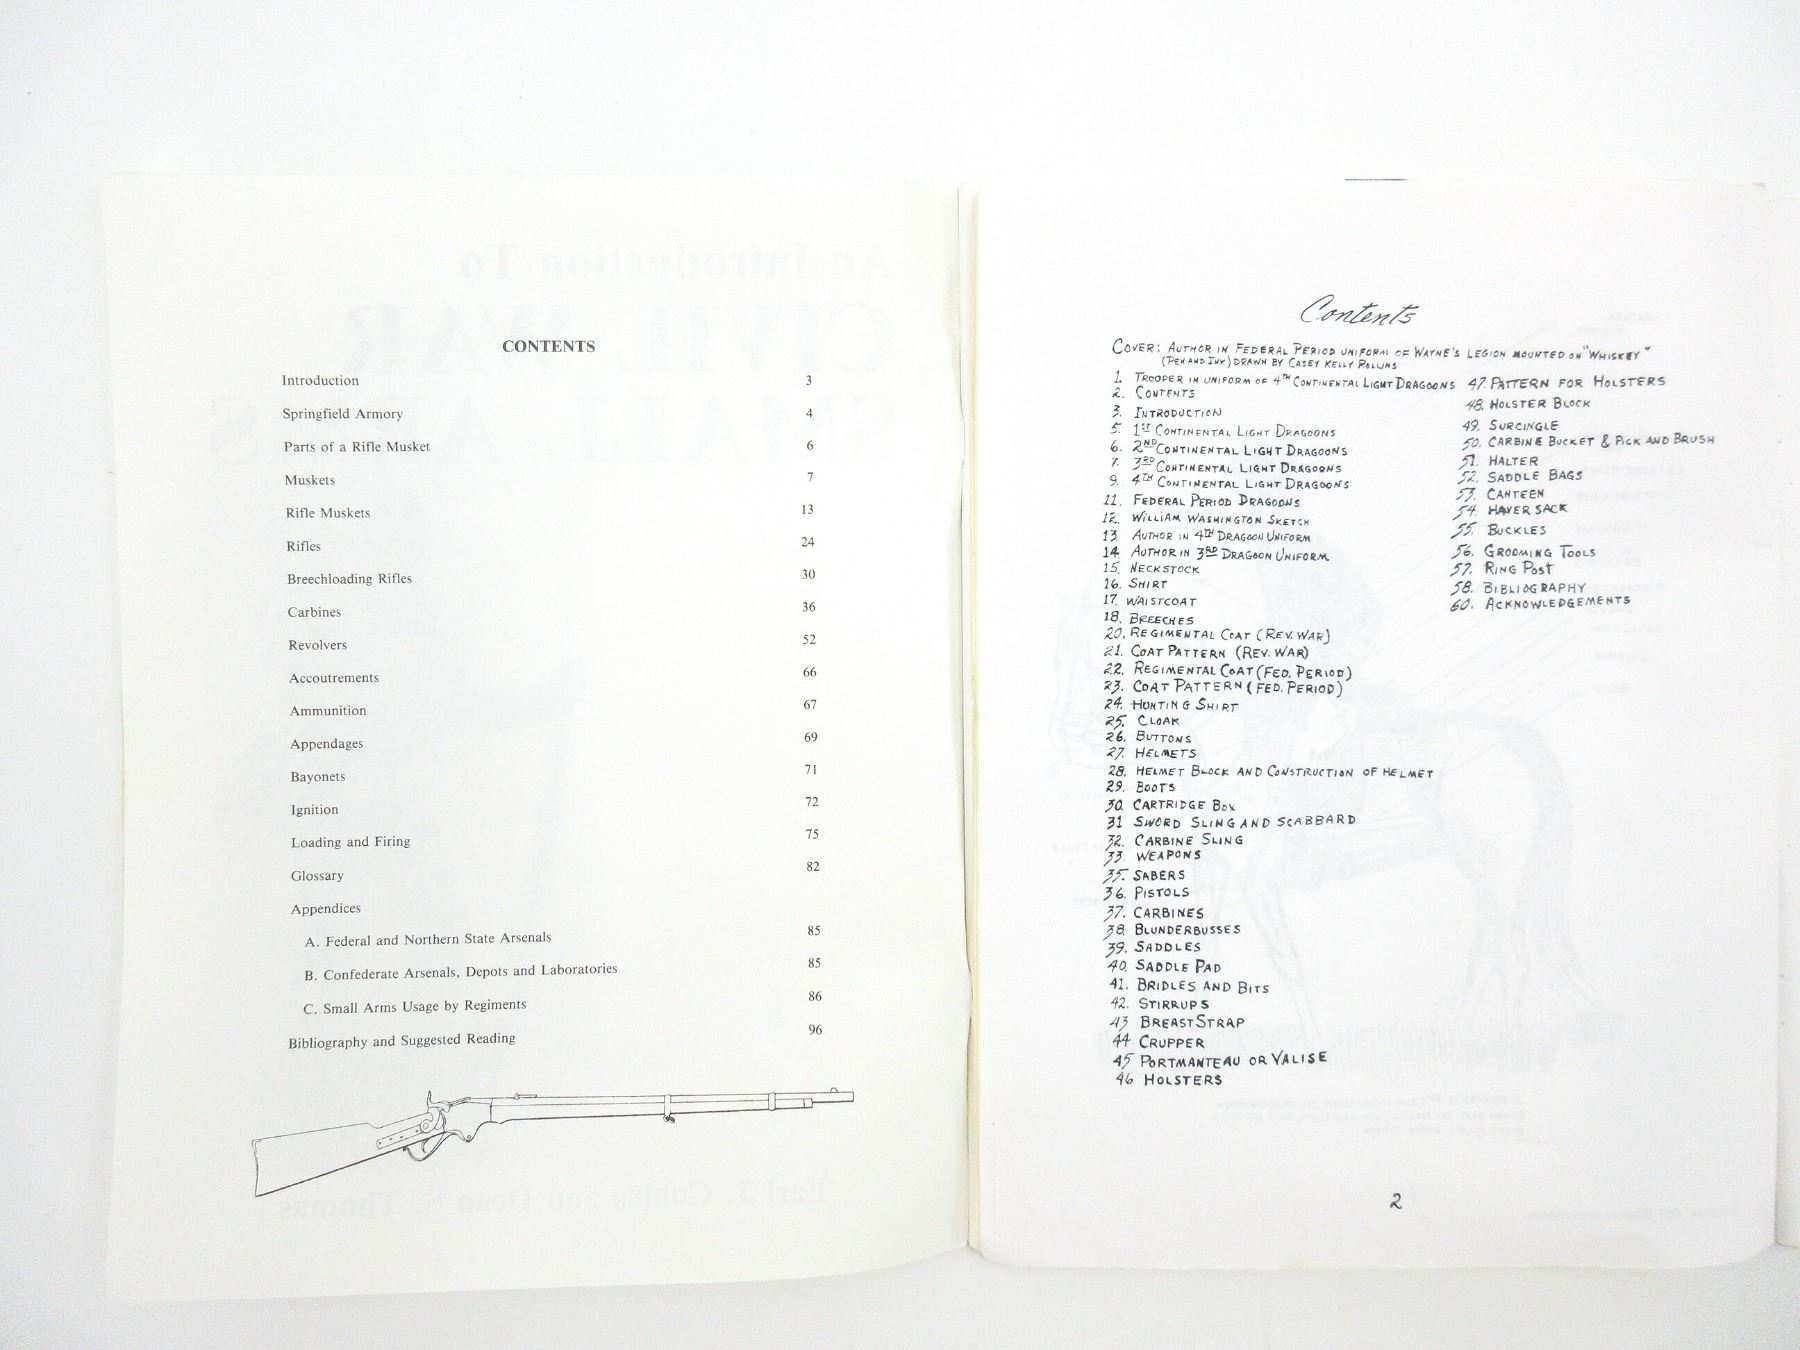 CONTENTS
Introduction 3
Springfield Armory 4
Parts of a Rifle Musket 6
Muskets 7
Rifle Muskets 13
Rifles 24
Breechloading Rifles 30
Carbines 36
Revolvers 52
Accoutrements 66
Ammunition 67
Appendages 69
Bayonets 71
Ignition 72
Loading and Firing 75
Glossary 82
Appendices
A. Federal and Northern State Arsenals 85
B. Confederate Arsenals, Depots and Laboratories 85
C. Small Arms Usage by Regiments 86
Bibliography and Suggested Reading 96
Contents
COVER: AUTHOR IN FEDERAL PERIOD UNIFORM OF WAYNE'S LEGION MOUNTED ON "WHISKEY"
(PEN AND INK) DRAWN BY CASEY KELLY ROLLINS
1. TROOPER IN UNIFORM OF 4TH CONTINENTAL LIGHT DRAGOONS
2. CONTENTS
3. INTRODUCTION
5. 1ST CONTINENTAL LIGHT DRAGOONS
6. 2ND CONTINENTAL LIGHT DRAGOONS
7. 3RD CONTINENTAL LIGHT DRAGOONS
9. 4TH CONTINENTAL LIGHT DRAGOONS
11. FEDERAL PERIOD DRAGOONS
12. WILLIAM WASHINGTON SKETCH
13. AUTHOR IN 4TH DRAGOON UNIFORM
14. AUTHOR IN 3RD DRAGOON UNIFORM
15. NECKSTOCK
16. SHIRT
17. WAISTCOAT
18. BREECHES
20. REGIMENTAL COAT (REV. WAR)
21. COAT PATTERN (REV. WAR)
22. REGIMENTAL COAT (FED. PERIOD)
23. COAT PATTERN (FED. PERIOD)
24. HUNTING SHIRT
25. CLOAK
26. BUTTONS
27. HELMETS
28. HELMET BLOCK AND CONSTRUCTION OF HELMET
29. BOOTS
30. CARTRIDGE BOX
31 SWORD SLING AND SCABBARD
32. CARBINE SLING
33. WEAPONS
35. SABERS
36. PISTOLS
37. CARBINES
38. BLUNDERBUSSES
39. SADDLES
40. SADDLE PAD
41. BRIDLES AND BITS
42. STIRRUPS
43 BREASTSTRAP
44 CRUPPER
45 PORTMANTEAU OR VALISE
46 HOLSTERS
47. PATTERN FOR HOLSTERS
48. HOLSTER BLOCK
49. SURCINGLE
50. CARBINE BUCKET & PICK AND BRUSH
51. HALTER
52. SADDLE BAGS
53. CANTEEN
54. HAVER SACK
55. BUCKLES
56. GROOMING TOOLS
57. RING POST
58. BIBLIOGRAPHY
60. ACKNOWLEDGEMENTS
2
An Introduction To
CIVIL WAR
SMALL ARMS
Earl J. Coates and Dean S. Thomas